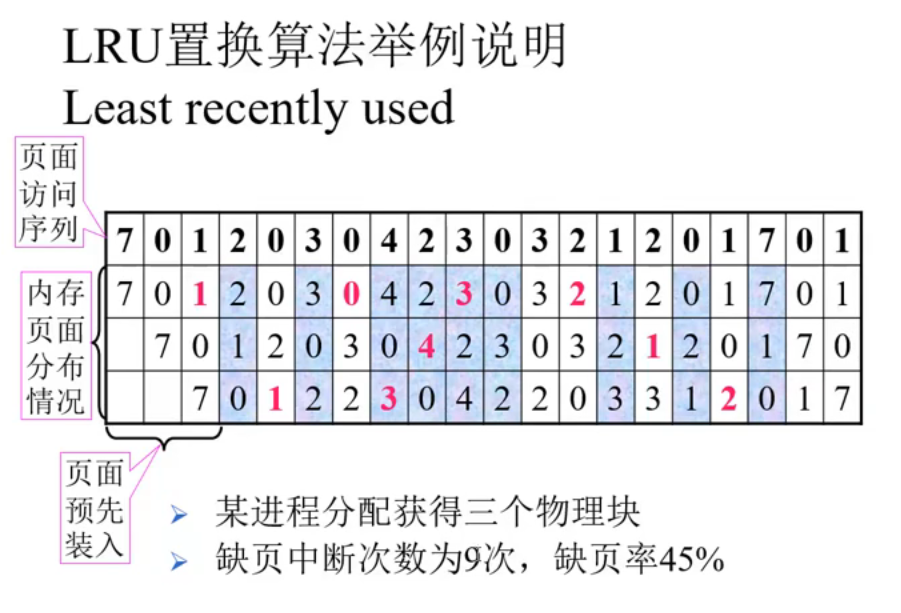 LRU置换算法举例说明
Least recently used
页面
访问
序列
7 0 1 2 0 3 0 4 2 3 0 3 2 1 2 0 1 7 0 1
内存
页面
分布
情况
7 0 1 2 0 3 0 4 2 3 0 3 2 1 2 0 1 7 0 1
7 0 1 2 0 3 0 4 2 3 0 3 2 1 2 0 1 7 0
7 0 1 2 2 3 0 4 2 2 0 3 3 1 2 0 1 7
页面
预先
装入
➢ 某进程分配获得三个物理块
➢ 缺页中断次数为9次，缺页率45%